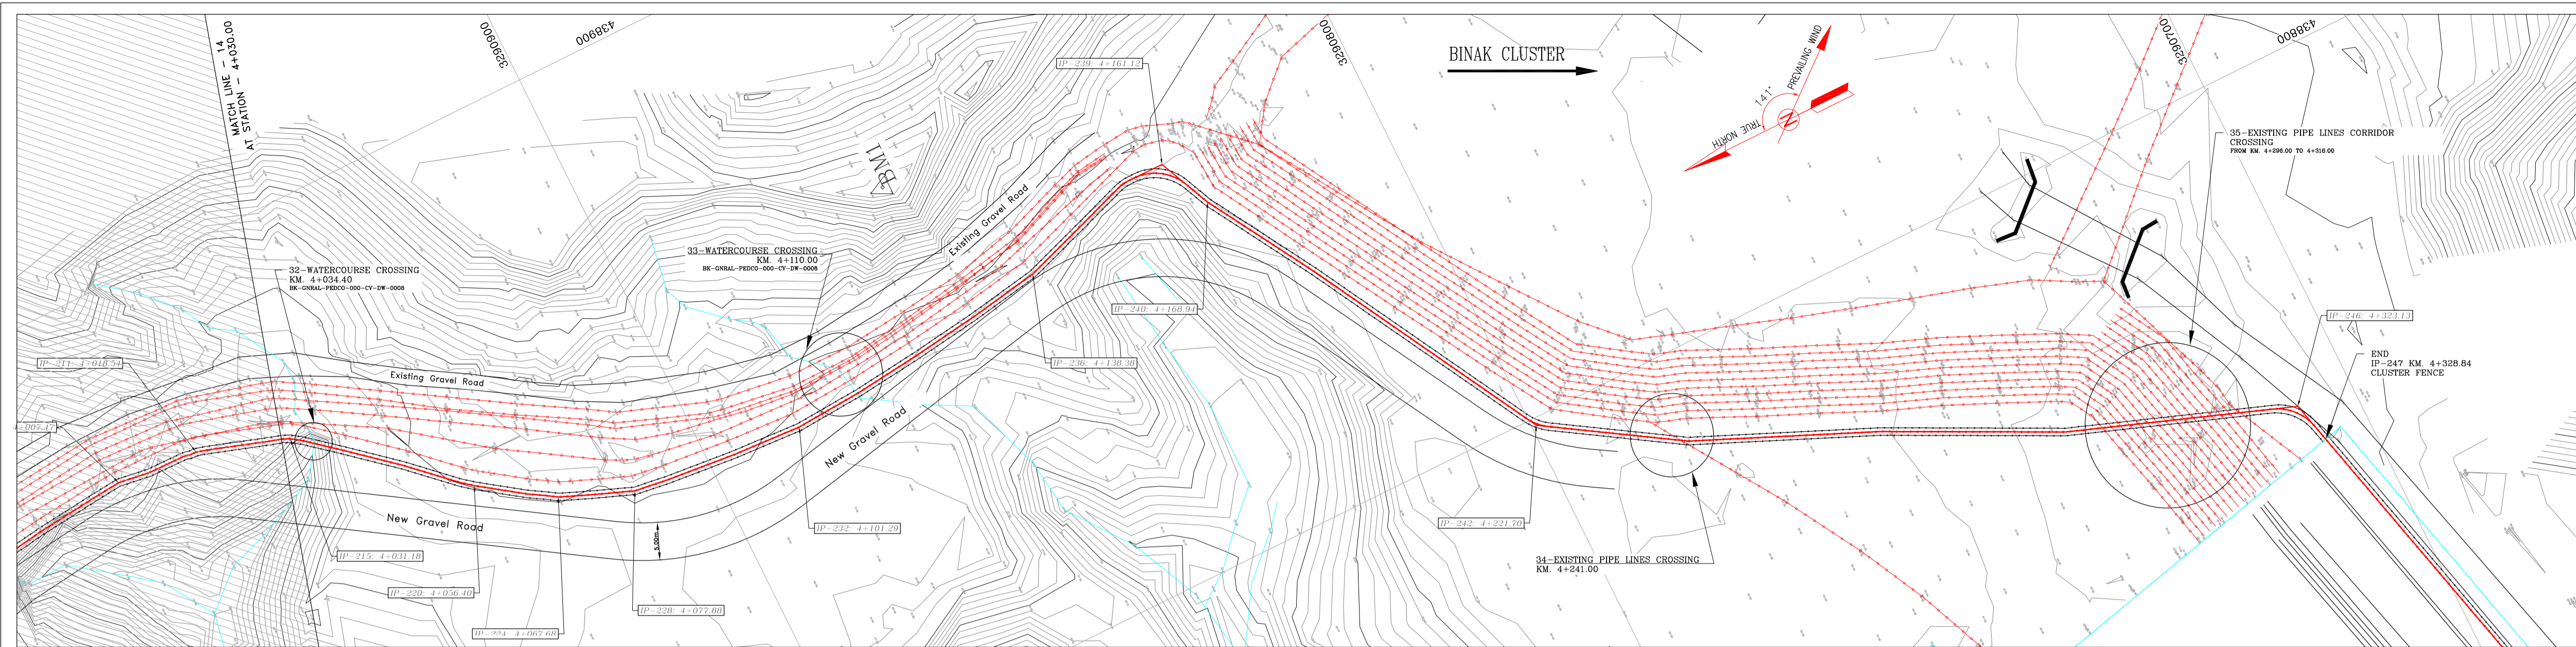 MATCH LINE - 14
AT STATION - 4+030.00
3290900
438900
IP-239: 4+161.12
3290800
BINAK CLUSTER
PREVAILING WIND
141°
TRUE NORTH
N
3290700
438800
35-EXISTING PIPE LINES CORRIDOR
CROSSING
FROM KM. 4+296.00 TO 4+316.00
BM1
Existing Gravel Road
33-WATERCOURSE CROSSING
KM. 4+110.00
BK-GNRAL-PEDCO-000-CV-DW-0008
32-WATERCOURSE CROSSING
KM. 4+034.40
BK-GNRAL-PEDCO-000-CV-DW-0008
IP-240: 4+168.94
IP-246: 4+323.13
IP-211: 4+018.54
IP-236: 4+138.38
END
IP-247 KM. 4+328.84
CLUSTER FENCE
Existing Gravel Road
4+007.47
New Gravel Road
New Gravel Road
IP-232: 4+101.29
IP-242: 4+221.70
5.00m
IP-215: 4+031.18
34-EXISTING PIPE LINES CROSSING
KM. 4+241.00
IP-220: 4+056.40
IP-228: 4+077.88
IP-224: 4+067.68